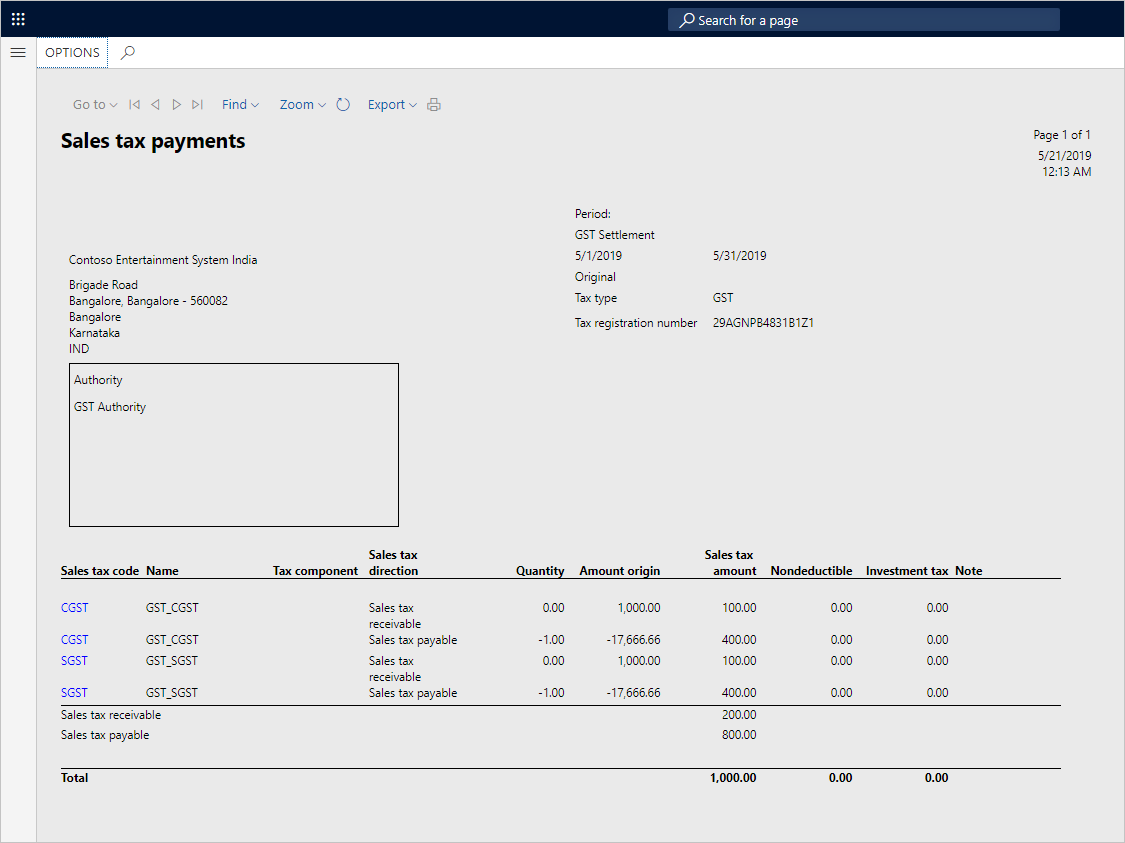 Search for a page
OPTIONS
Go to Find Zoom Export
Sales tax payments
Page 1 of 1
5/21/2019
12:13 AM
Period:
GST Settlement
5/1/2019 5/31/2019
Original
Tax type GST
Tax registration number 29AGNPB4831B1Z1
Contoso Entertainment System India
Brigade Road
Bangalore, Bangalore - 560082
Bangalore
Karnataka
IND
Authority
GST Authority
Sales tax code Name Tax component Sales tax direction Quantity Amount origin Sales tax amount Nondeductible Investment tax Note
CGST GST_CGST Sales tax receivable 0.00 1,000.00 100.00 0.00 0.00
CGST GST_CGST Sales tax payable -1.00 -17,666.66 400.00 0.00 0.00
SGST GST_SGST Sales tax receivable 0.00 1,000.00 100.00 0.00 0.00
SGST GST_SGST Sales tax payable -1.00 -17,666.66 400.00 0.00 0.00
Sales tax receivable 200.00
Sales tax payable 800.00
Total 1,000.00 0.00 0.00